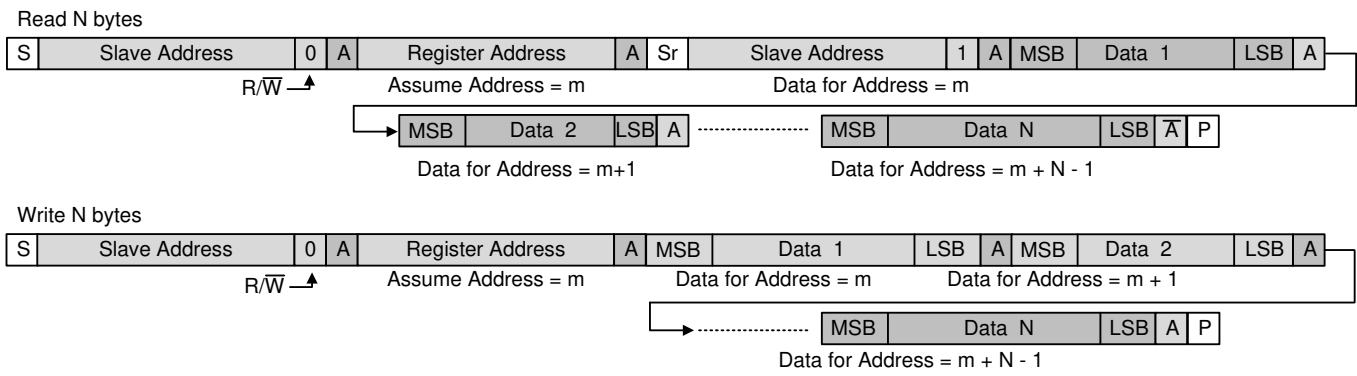 Read N bytes
S Slave Address 0 A Register Address A Sr Slave Address 1 A MSB Data 1 LSB A
R/W̅ Assume Address = m Data for Address = m
MSB Data 2 LSB A MSB Data N LSB A̅ P
Data for Address = m+1 Data for Address = m + N - 1
Write N bytes
S Slave Address 0 A Register Address A MSB Data 1 LSB A MSB Data 2 LSB A
R/W̅ Assume Address = m Data for Address = m Data for Address = m + 1
MSB Data N LSB A P
Data for Address = m + N - 1